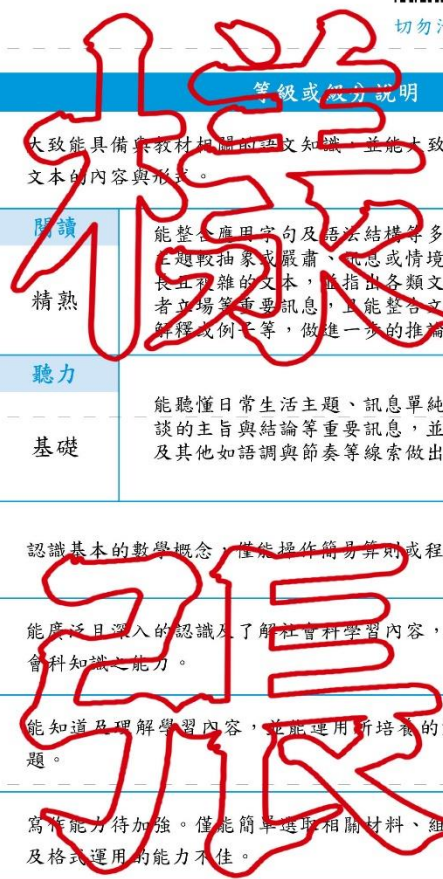 切勿
等級或級分說明
大致能具備與教材相關的語文知識，並能大致
文本的內容與形式。
閱讀
精熟
能整合應用字句及語法結構等多
主題較抽象或嚴肅、訊息或情境
長且複雜的文本，並指出各類文
者立場等重要訊息，且能整合文
解釋或例子等，做進一步的推論
聽力
基礎
能聽懂日常生活主題、訊息單純
談的主旨與結論等重要訊息，並
及其他如語調與節奏等線索做出
認識基本的數學概念，僅能操作簡易算則或程
能廣泛且深入的認識及了解社會科學習內容，
會科知識之能力。
能知道及理解學習內容，並能運用所培養的
題。
寫作能力待加強。僅能簡單選取相關材料、組
及格式運用的能力不佳。
樣張